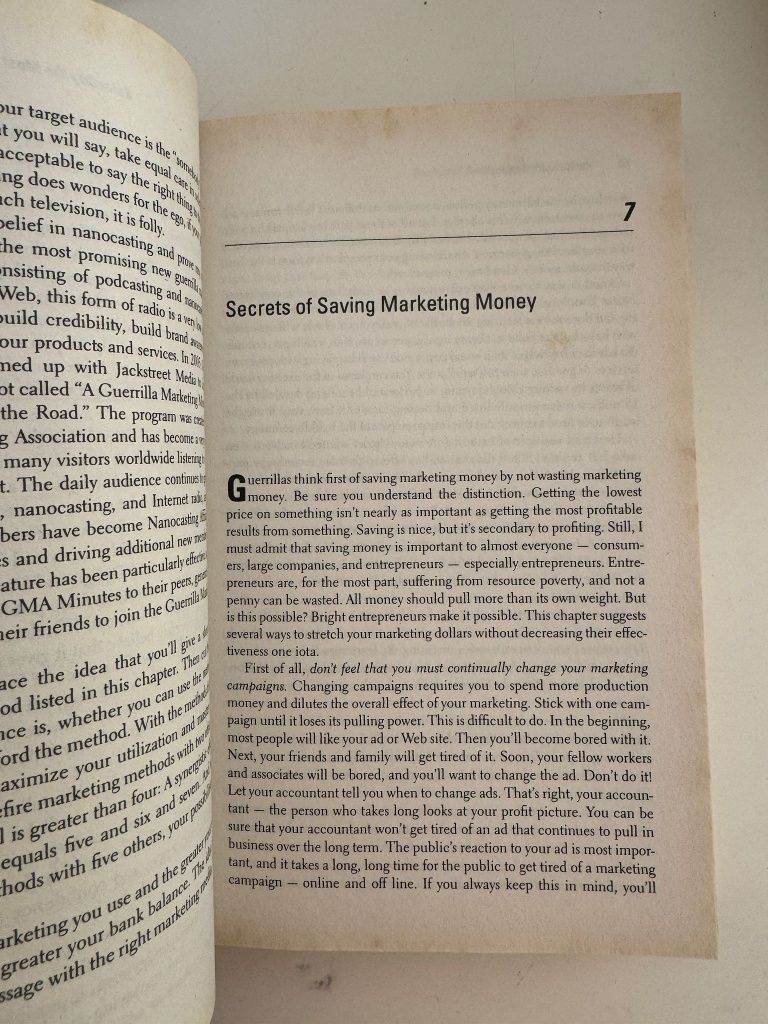 our target audience is the
t you will say, take equal care
acceptable to say the right thing
ng does wonders for the ego,
ch television, it is folly.
belief in nanocasting and prove
the most promising new guerrilla
onsisting of podcasting and
Web, this form of radio is a very
build credibility, build brand
our products and services. In
med up with Jackstreet Media
ot called “A Guerrilla Marketing
the Road.” The program was
g Association and has become a
many visitors worldwide listening
t. The daily audience continues
, nanocasting, and Internet radio,
bers have become Nanocasting
es and driving additional new
ature has been particularly effective,
GMA Minutes to their peers,
eir friends to join the Guerrilla
ace the idea that you’ll give a
od listed in this chapter. Then
nce is, whether you can use the
ord the method. With the methods
aximize your utilization and
fire marketing methods with two
l is greater than four: A synergistic
equals five and six and seven.
hods with five others, your
arketing you use and the greater
greater your bank balance. The
ssage with the right marketing
7
Secrets of Saving Marketing Money
Guerrillas think first of saving marketing money by not wasting marketing
money. Be sure you understand the distinction. Getting the lowest
price on something isn’t nearly as important as getting the most profitable
results from something. Saving is nice, but it’s secondary to profiting. Still, I
must admit that saving money is important to almost everyone — consum-
ers, large companies, and entrepreneurs — especially entrepreneurs. Entre-
preneurs are, for the most part, suffering from resource poverty, and not a
penny can be wasted. All money should pull more than its own weight. But
is this possible? Bright entrepreneurs make it possible. This chapter suggests
several ways to stretch your marketing dollars without decreasing their effec-
tiveness one iota.
First of all, don’t feel that you must continually change your marketing
campaigns. Changing campaigns requires you to spend more production
money and dilutes the overall effect of your marketing. Stick with one cam-
paign until it loses its pulling power. This is difficult to do. In the beginning,
most people will like your ad or Web site. Then you’ll become bored with it.
Next, your friends and family will get tired of it. Soon, your fellow workers
and associates will be bored, and you’ll want to change the ad. Don’t do it!
Let your accountant tell you when to change ads. That’s right, your accoun-
tant — the person who takes long looks at your profit picture. You can be
sure that your accountant won’t get tired of an ad that continues to pull in
business over the long term. The public’s reaction to your ad is most impor-
tant, and it takes a long, long time for the public to get tired of a marketing
campaign — online and off line. If you always keep this in mind, you’ll